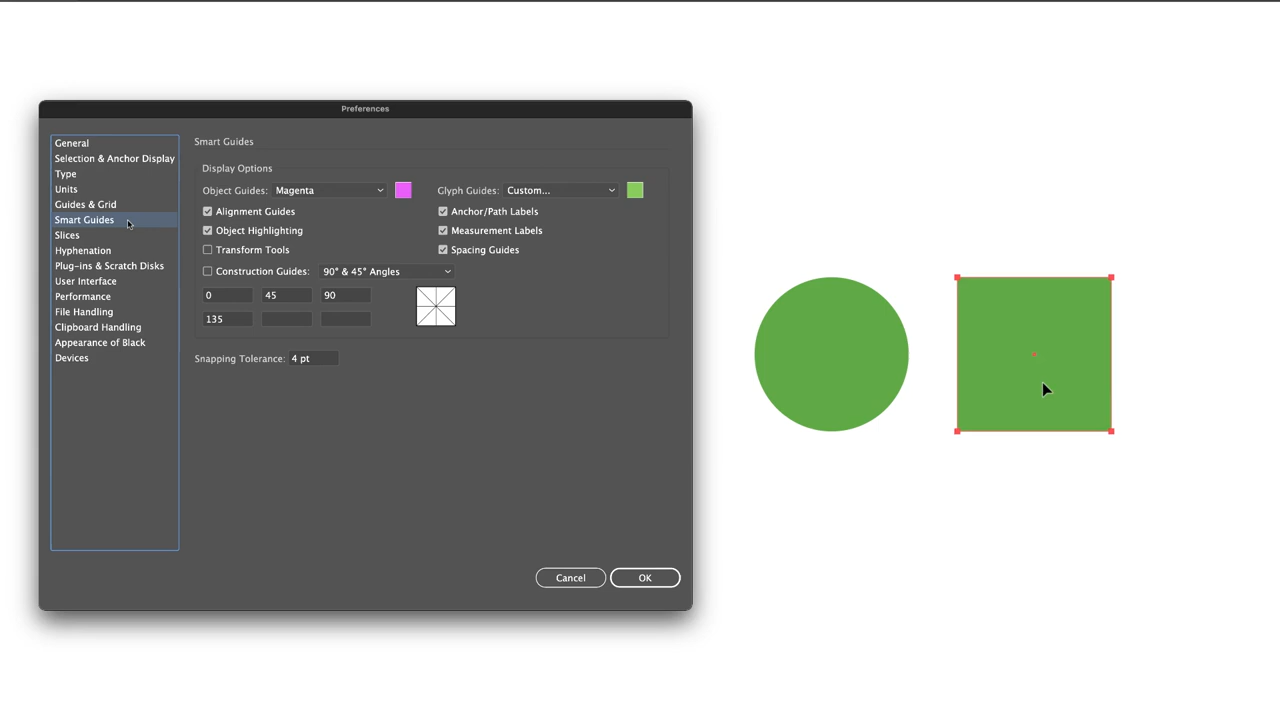 Preferences
General
Selection & Anchor Display
Type
Units
Guides & Grid
Smart Guides
Slices
Hyphenation
Plug-ins & Scratch Disks
User Interface
Performance
File Handling
Clipboard Handling
Appearance of Black
Devices
Smart Guides
Display Options
Object Guides: Magenta
Glyph Guides: Custom...
Alignment Guides
Anchor/Path Labels
Object Highlighting
Measurement Labels
Transform Tools
Spacing Guides
Construction Guides: 90° & 45° Angles
0 45 90
135
Snapping Tolerance: 4 pt
Cancel OK